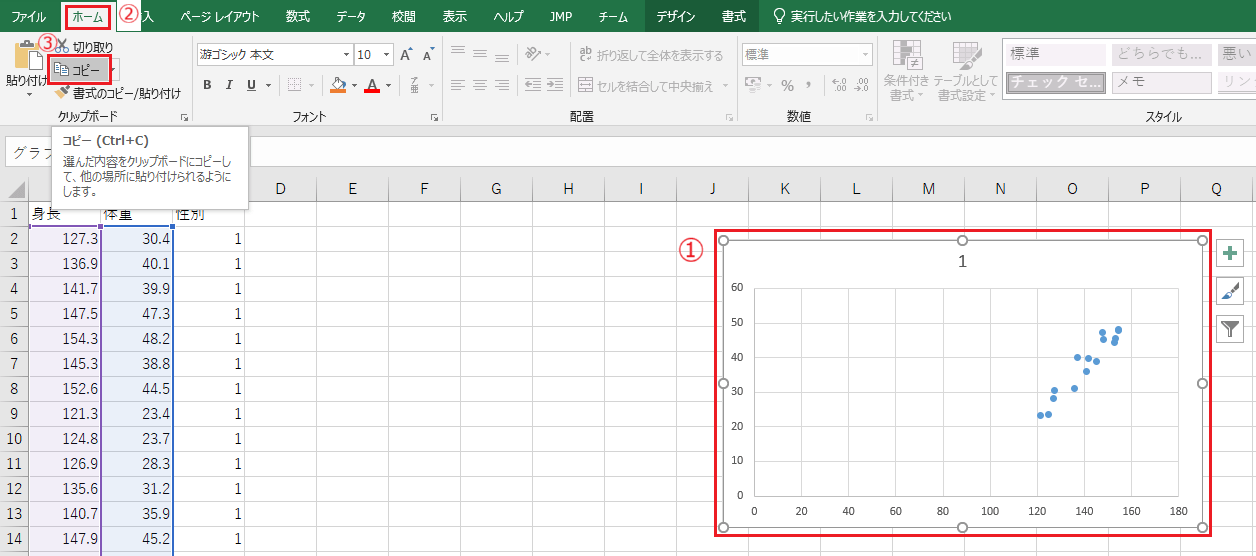 ファイル ホーム ② 挿入 ページ レイアウト 数式 データ 校閲 表示 ヘルプ JMP チーム デザイン 書式 実行したい作業を入力してください
③ 切り取り
貼り付け コピー
書式のコピー/貼り付け
クリップボード
游ゴシック 本文 10 A A
B I U A ア亜
フォント
ab c 折り返して全体を表示する
セルを結合して中央揃え
配置
標準
% , .0 .00
数値
条件付き書式 テーブルとして書式設定
標準 どちらでも... 悪い
チェック セ... メモ リン
スタイル
コピー (Ctrl+C)
選んだ内容をクリップボードにコピーし
て、他の場所に貼り付けられるように
します。
グラフ
D E F G H I J K L M N O P Q
1 身長 体重 性別
2 127.3 30.4 1
3 136.9 40.1 1
4 141.7 39.9 1
5 147.5 47.3 1
6 154.3 48.2 1
7 145.3 38.8 1
8 152.6 44.5 1
9 121.3 23.4 1
10 124.8 23.7 1
11 126.9 28.3 1
12 135.6 31.2 1
13 140.7 35.9 1
14 147.9 45.2 1
①
1
60
50
40
30
20
10
0
0 20 40 60 80 100 120 140 160 180